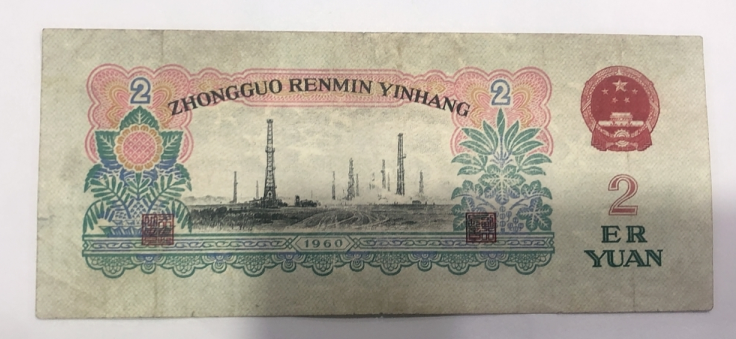 2
2
ZHONGGUO RENMIN YINHANG
1960
2
ER
YUAN